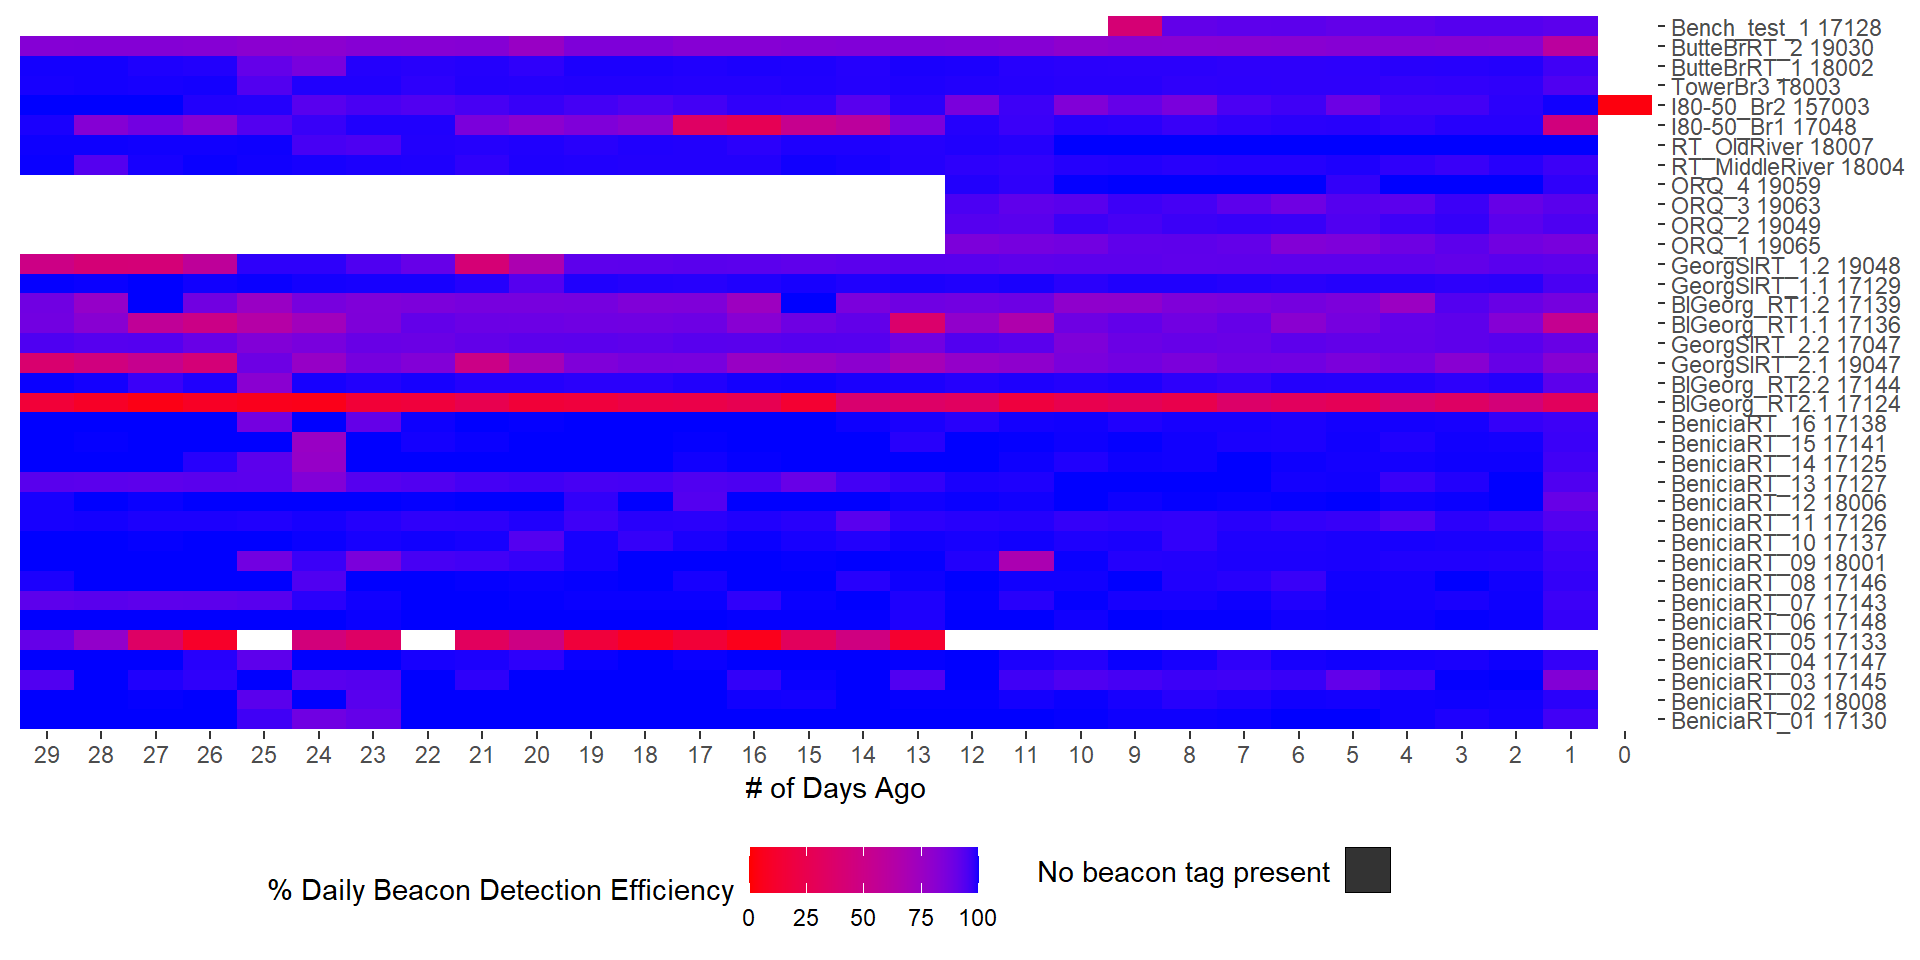 Bench_test_1 17128
ButteBrRT_2 19030
ButteBrRT_1 18002
TowerBr3 18003
I80-50_Br2 157003
I80-50_Br1 17048
RT_OldRiver 18007
RT_MiddleRiver 18004
ORQ_4 19059
ORQ_3 19063
ORQ_2 19049
ORQ_1 19065
GeorgSlRT_1.2 19048
GeorgSlRT_1.1 17129
BlGeorg_RT1.2 17139
BlGeorg_RT1.1 17136
GeorgSlRT_2.2 17047
GeorgSlRT_2.1 19047
BlGeorg_RT2.2 17144
BlGeorg_RT2.1 17124
BeniciaRT_16 17138
BeniciaRT_15 17141
BeniciaRT_14 17125
BeniciaRT_13 17127
BeniciaRT_12 18006
BeniciaRT_11 17126
BeniciaRT_10 17137
BeniciaRT_09 18001
BeniciaRT_08 17146
BeniciaRT_07 17143
BeniciaRT_06 17148
BeniciaRT_05 17133
BeniciaRT_04 17147
BeniciaRT_03 17145
BeniciaRT_02 18008
BeniciaRT_01 17130
29 28 27 26 25 24 23 22 21 20 19 18 17 16 15 14 13 12 11 10 9 8 7 6 5 4 3 2 1 0
# of Days Ago
% Daily Beacon Detection Efficiency
0 25 50 75 100
No beacon tag present